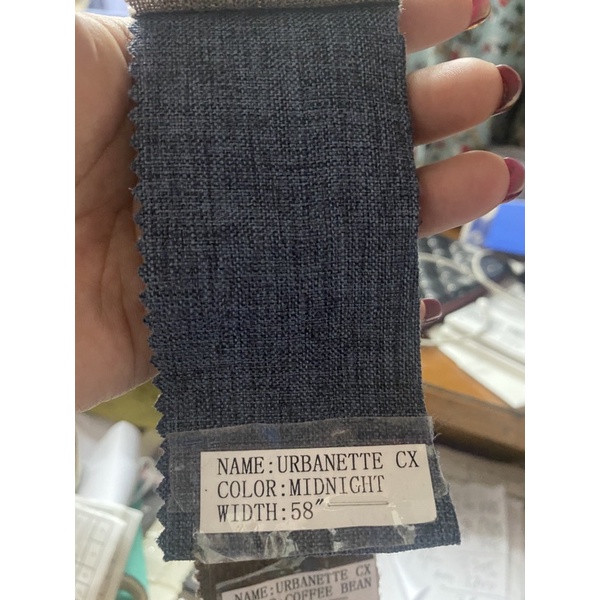 NAME:URBANETTE CX
COLOR:MIDNIGHT
WIDTH:58"
NAME:URBANETTE CX
COFFEE BEAN